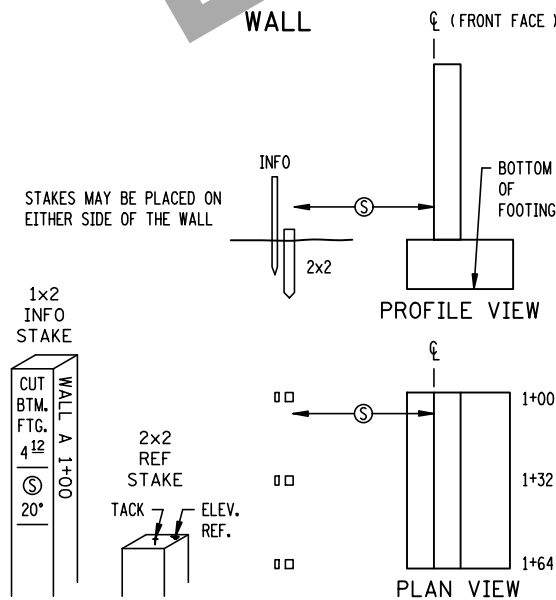 WALL
℄ (FRONT FACE)
INFO
BOTTOM
OF
FOOTING
STAKES MAY BE PLACED ON
EITHER SIDE OF THE WALL
Ⓢ
2x2
PROFILE VIEW
1x2
INFO
STAKE
CUT
BTM.
FTG.
4 12
Ⓢ
20°
WALL A 1+00
2x2
REF
STAKE
TACK
ELEV.
REF.
℄
1+00
Ⓢ
1+32
1+64
PLAN VIEW